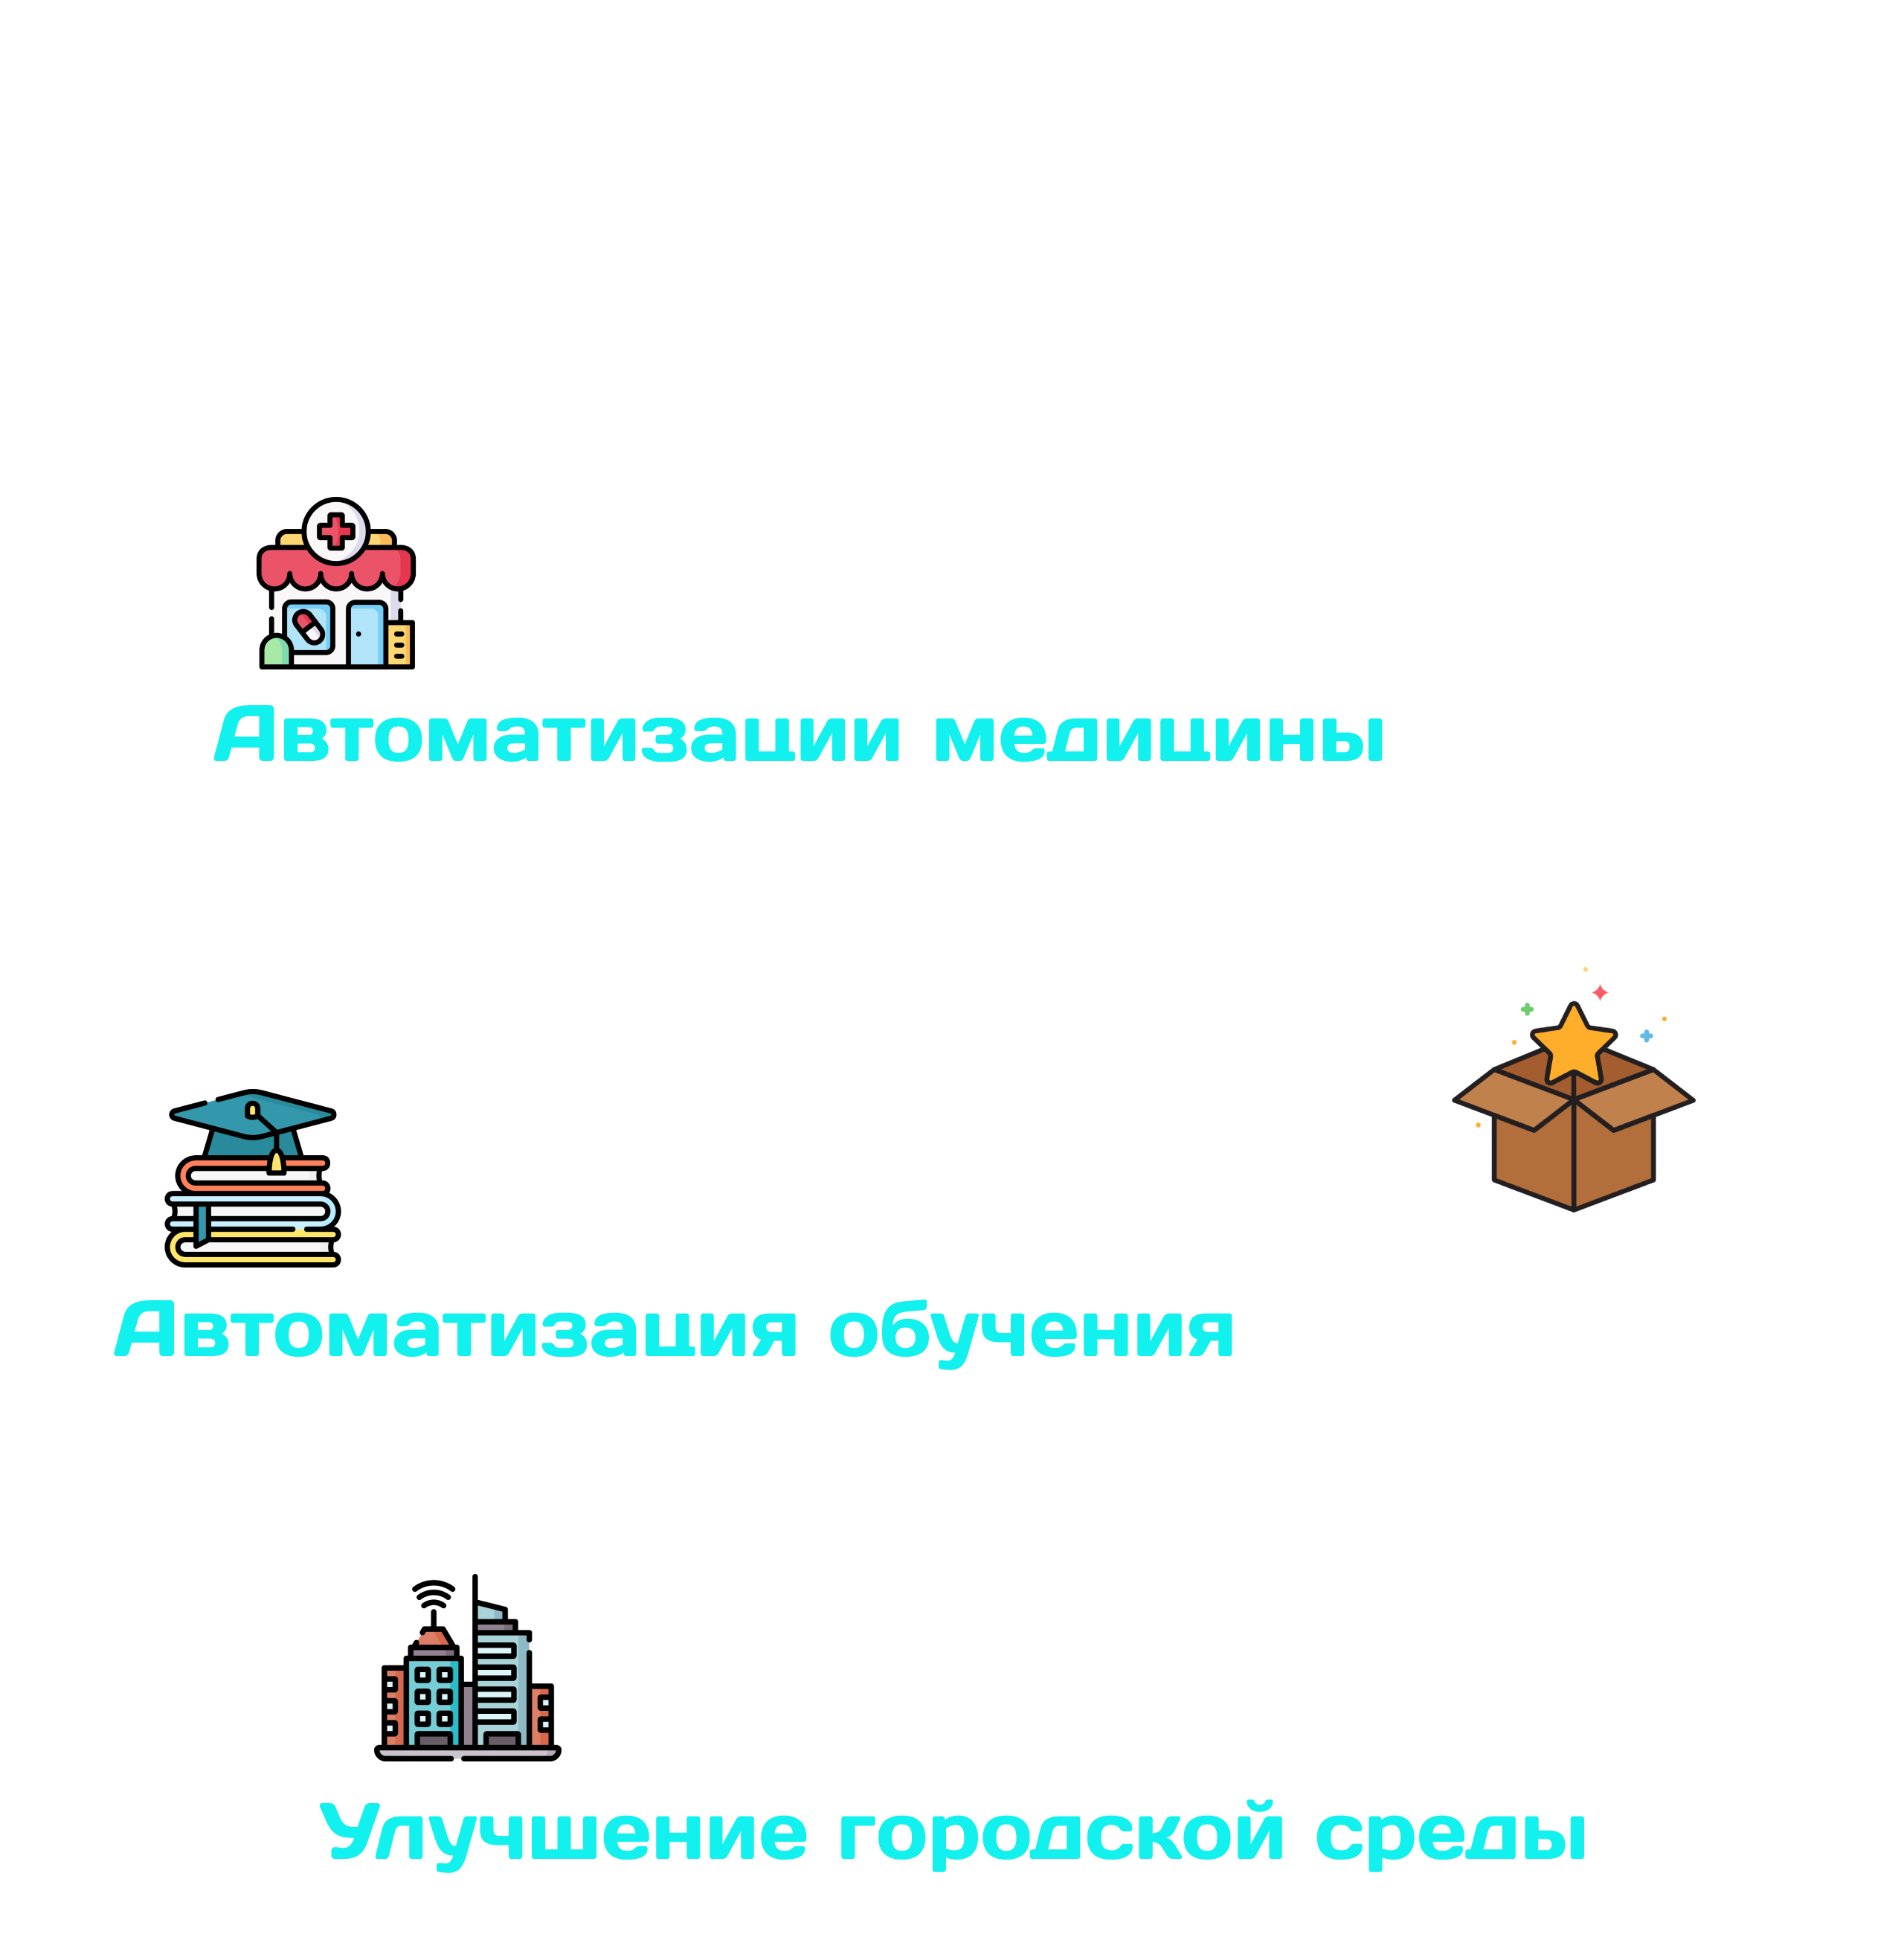 Автоматизации медицины
Автоматизация обучения
Улучшение городской среды